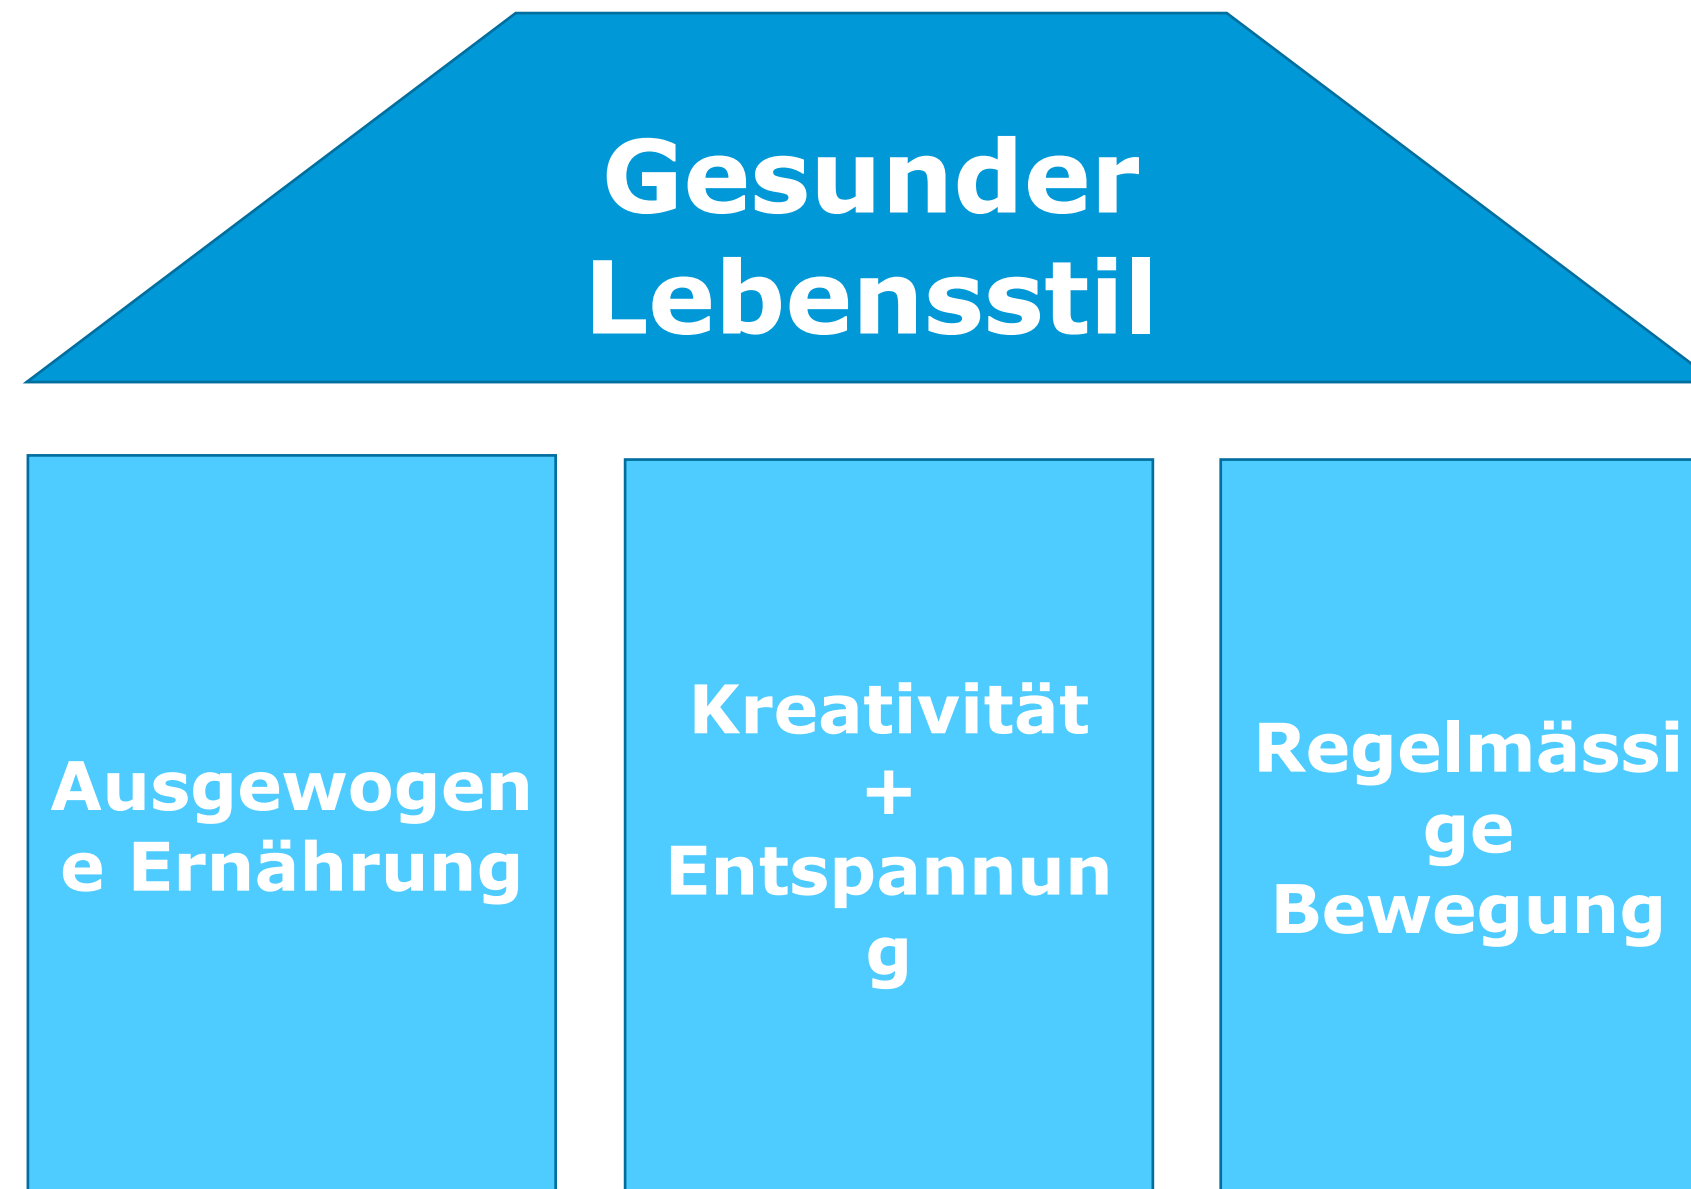 Gesunder
Lebensstil
Ausgewogen
e Ernährung
Kreativität
+
Entspannun
g
Regelmässi
ge
Bewegung